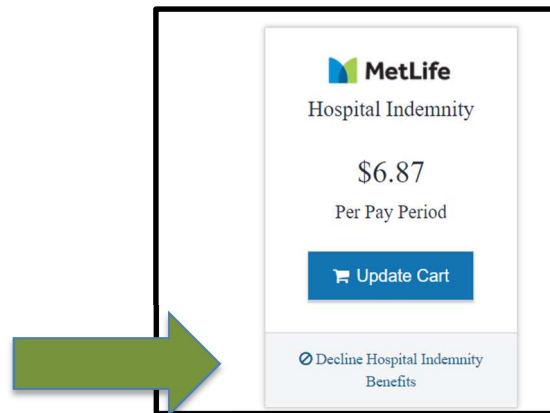 MetLife
Hospital Indemnity
$6.87
Per Pay Period
Update Cart
Decline Hospital Indemnity
Benefits